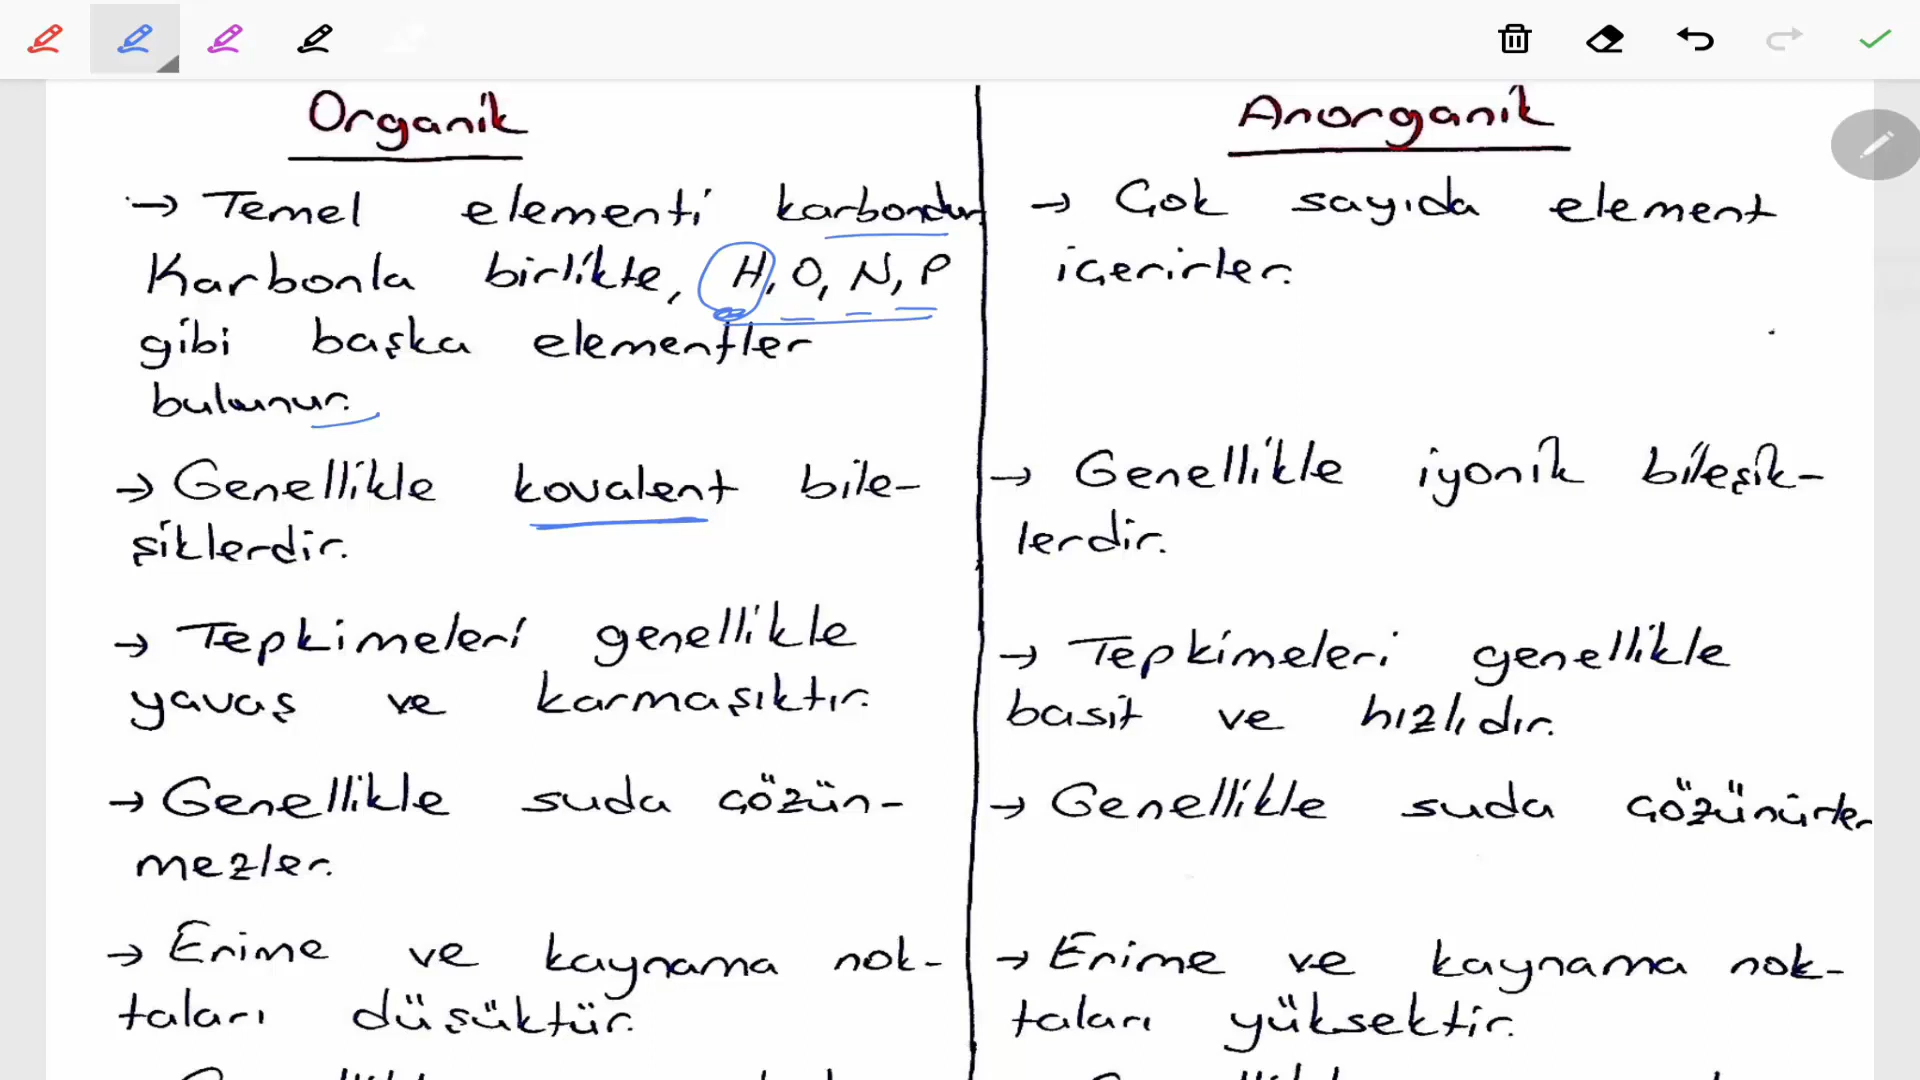 Organik
→ Temel elementi karbondur
Karbonla birlikte, H, O, N, P
gibi başka elementler
bulunur.
→ Genellikle kovalent bile-
şiklerdir.
→ Tepkimeleri genellikle
yavaş ve karmaşıktır.
→ Genellikle suda çözün-
mezler.
→ Erime ve kaynama nok-
taları düşüktür.
Anorganik
→ Çok sayıda element
içerirler.
→ Genellikle iyonik bileşik-
lerdir.
→ Tepkimeleri genellikle
basit ve hızlıdır.
→ Genellikle suda çözünürler
→ Erime ve kaynama nok-
taları yüksektir.